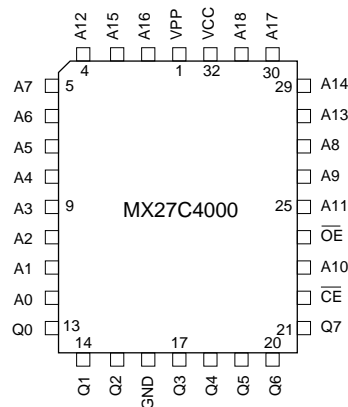 A12 A15 A16 VPP VCC A18 A17
4 1 32 30
A7 5 29 A14
A6 A13
A5 A8
A4 A9
A3 9 MX27C4000 25 A11
A2 O̅E̅
A1 A10
A0 C̅E̅
Q0 13 21 Q7
14 17 20
Q1 Q2 GND Q3 Q4 Q5 Q6